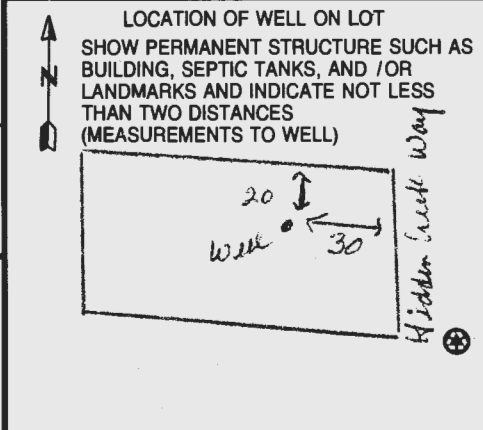 LOCATION OF WELL ON LOT
SHOW PERMANENT STRUCTURE SUCH AS
BUILDING, SEPTIC TANKS, AND / OR
LANDMARKS AND INDICATE NOT LESS
THAN TWO DISTANCES
(MEASUREMENTS TO WELL)
N
20
Well
30
Hidden Creek Way